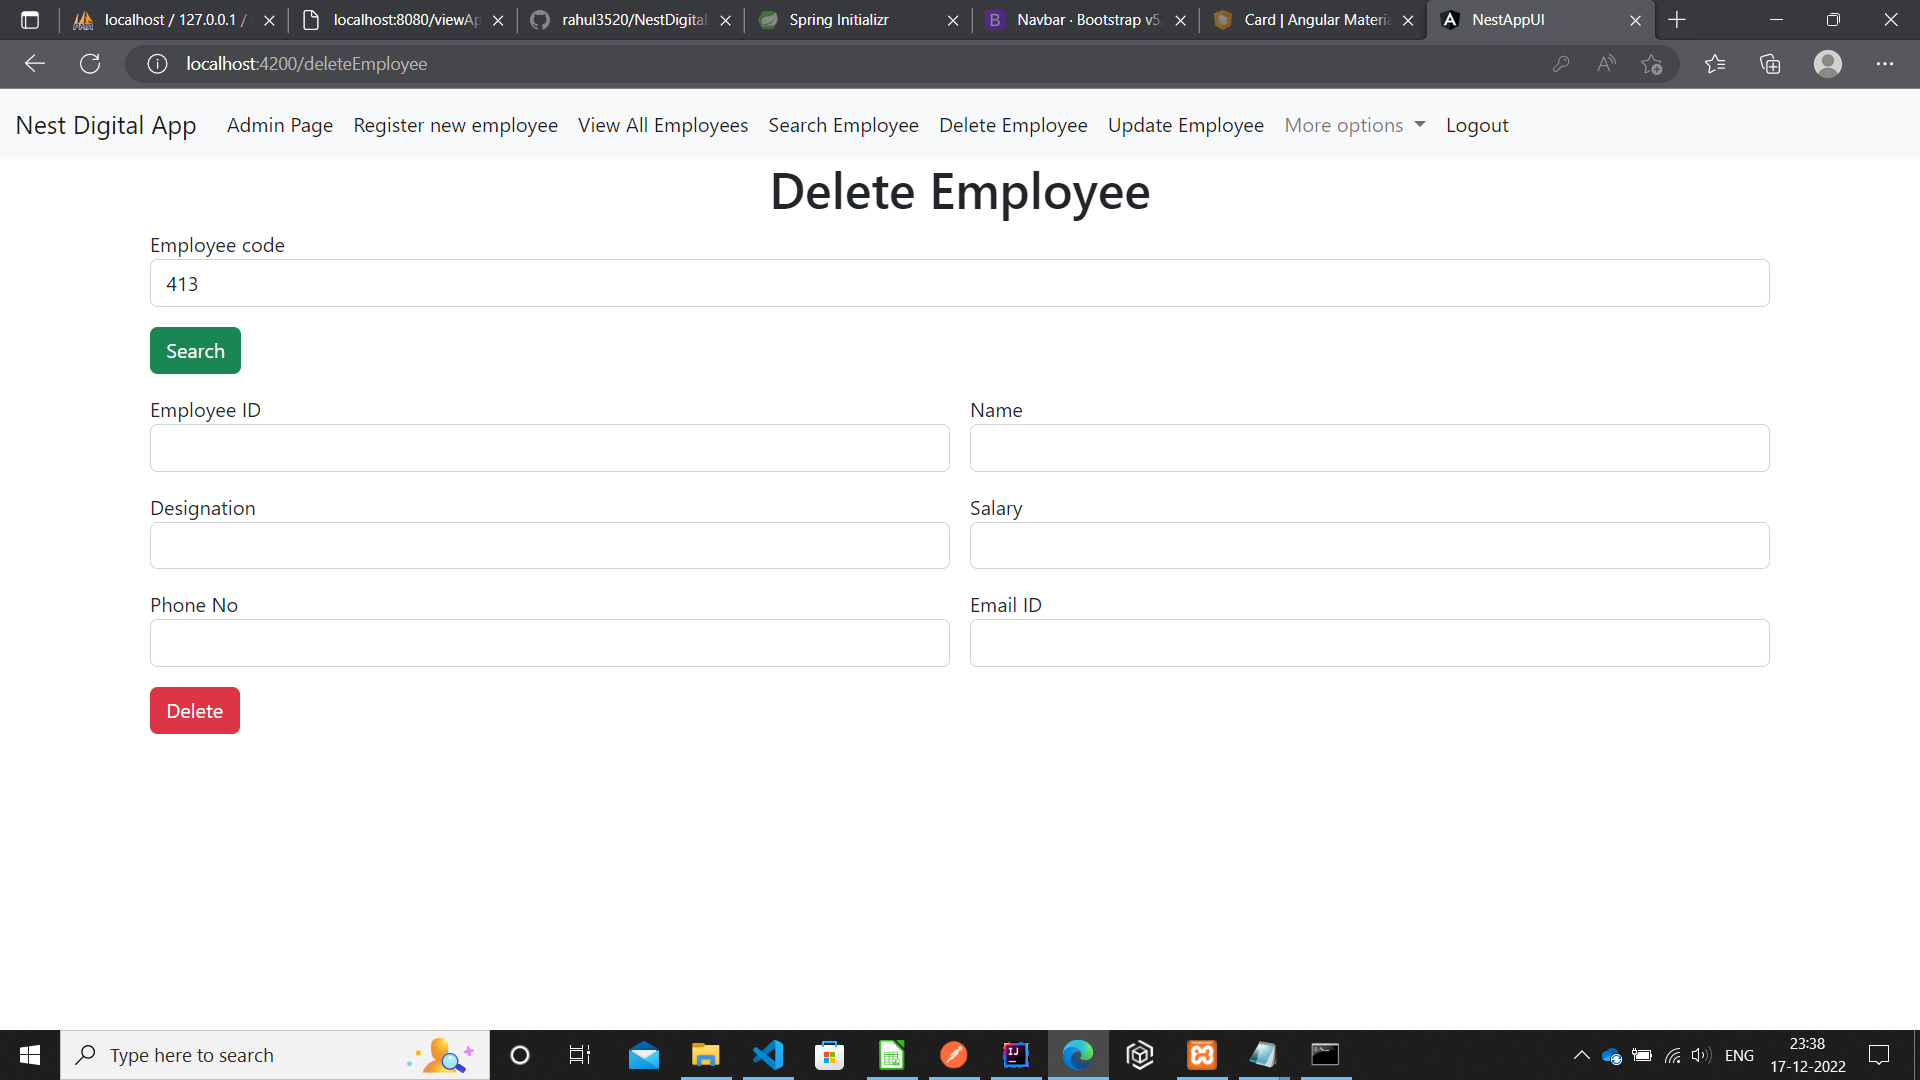 localhost / 127.0.0.1 /
localhost:8080/viewAp
rahul3520/NestDigital
Spring Initializr
Navbar · Bootstrap v5.
Card | Angular Materia
NestAppUI
localhost:4200/deleteEmployee
Nest Digital App
Admin Page
Register new employee
View All Employees
Search Employee
Delete Employee
Update Employee
More options
Logout
Delete Employee
Employee code
413
Search
Employee ID
Name
Designation
Salary
Phone No
Email ID
Delete
Type here to search
ENG
23:38
17-12-2022